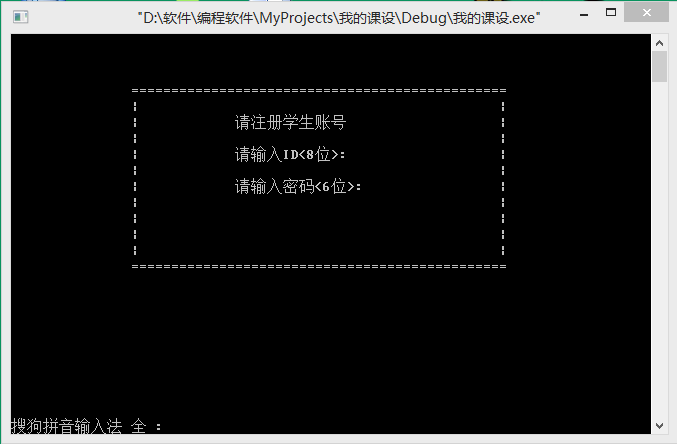 "D:\软件\编程软件\MyProjects\我的课设\Debug\我的课设.exe"
请注册学生账号
请输入ID<8位>:
请输入密码<6位>:
搜狗拼音输入法 全 :